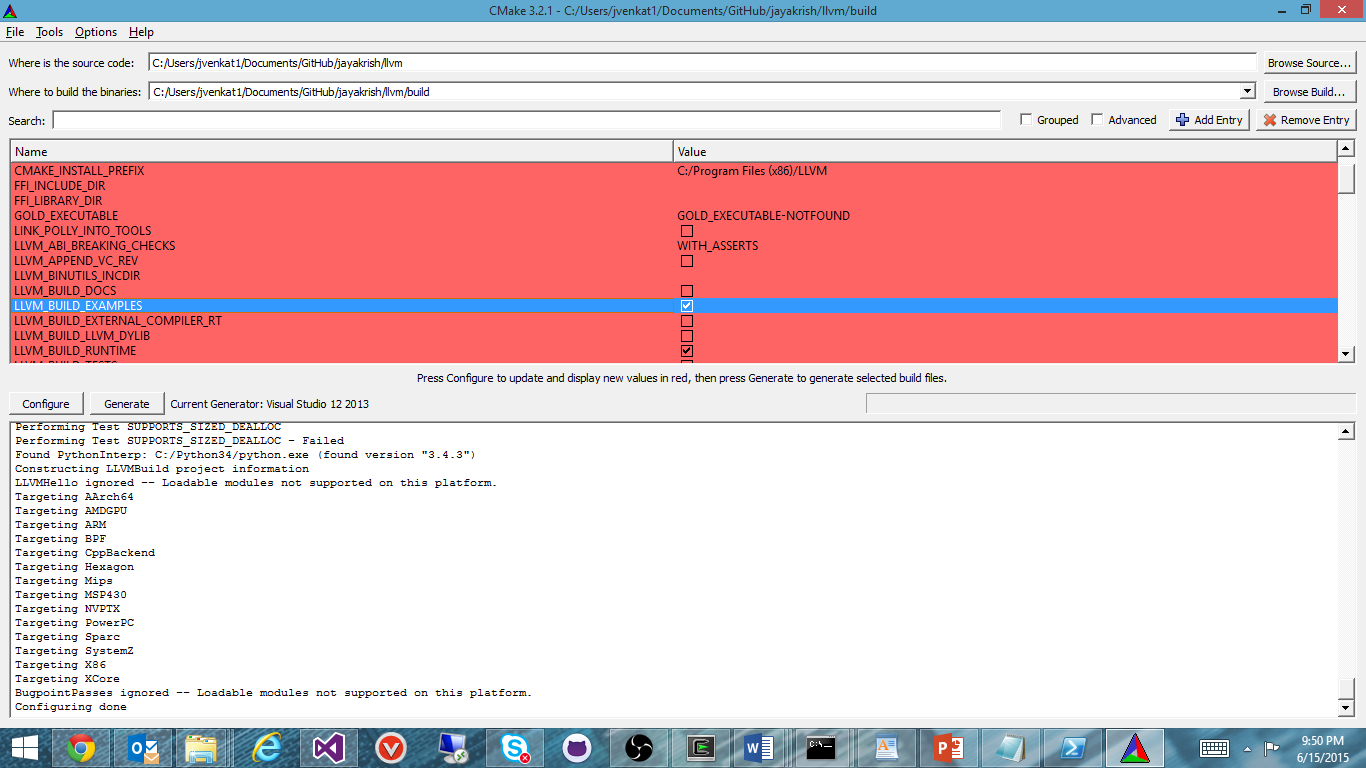 CMake 3.2.1 - C:/Users/jvenkat1/Documents/GitHub/jayakrish/llvm/build
File Tools Options Help
Where is the source code: C:/Users/jvenkat1/Documents/GitHub/jayakrish/llvm Browse Source...
Where to build the binaries: C:/Users/jvenkat1/Documents/GitHub/jayakrish/llvm/build Browse Build...
Search: Grouped Advanced Add Entry Remove Entry
Name Value
CMAKE_INSTALL_PREFIX C:/Program Files (x86)/LLVM
FFI_INCLUDE_DIR
FFI_LIBRARY_DIR
GOLD_EXECUTABLE GOLD_EXECUTABLE-NOTFOUND
LINK_POLLY_INTO_TOOLS
LLVM_ABI_BREAKING_CHECKS WITH_ASSERTS
LLVM_APPEND_VC_REV
LLVM_BINUTILS_INCDIR
LLVM_BUILD_DOCS
LLVM_BUILD_EXAMPLES
LLVM_BUILD_EXTERNAL_COMPILER_RT
LLVM_BUILD_LLVM_DYLIB
LLVM_BUILD_RUNTIME
LLVM_BUILD_TESTS
Press Configure to update and display new values in red, then press Generate to generate selected build files.
Configure Generate Current Generator: Visual Studio 12 2013
Performing Test SUPPORTS_SIZED_DEALLOC
Performing Test SUPPORTS_SIZED_DEALLOC - Failed
Found PythonInterp: C:/Python34/python.exe (found version "3.4.3")
Constructing LLVMBuild project information
LLVMHello ignored -- Loadable modules not supported on this platform.
Targeting AArch64
Targeting AMDGPU
Targeting ARM
Targeting BPF
Targeting CppBackend
Targeting Hexagon
Targeting Mips
Targeting MSP430
Targeting NVPTX
Targeting PowerPC
Targeting Sparc
Targeting SystemZ
Targeting X86
Targeting XCore
BugpointPasses ignored -- Loadable modules not supported on this platform.
Configuring done
9:50 PM
6/15/2015